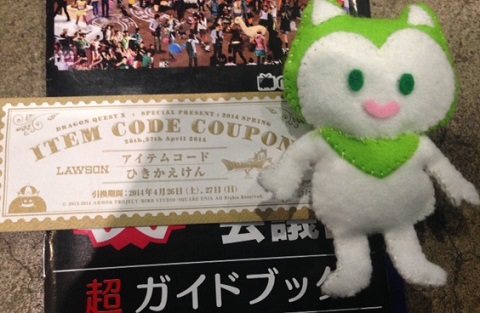 DRAGON QUEST X : SPECIAL PRESENT : 2014 SPRING
ITEM CODE COUPON
26th,27th April 2014
LAWSON
アイテムコード
ひきかえけん
引換期間：2014年4月26日（土）、27日（日）
超 ガイドブック